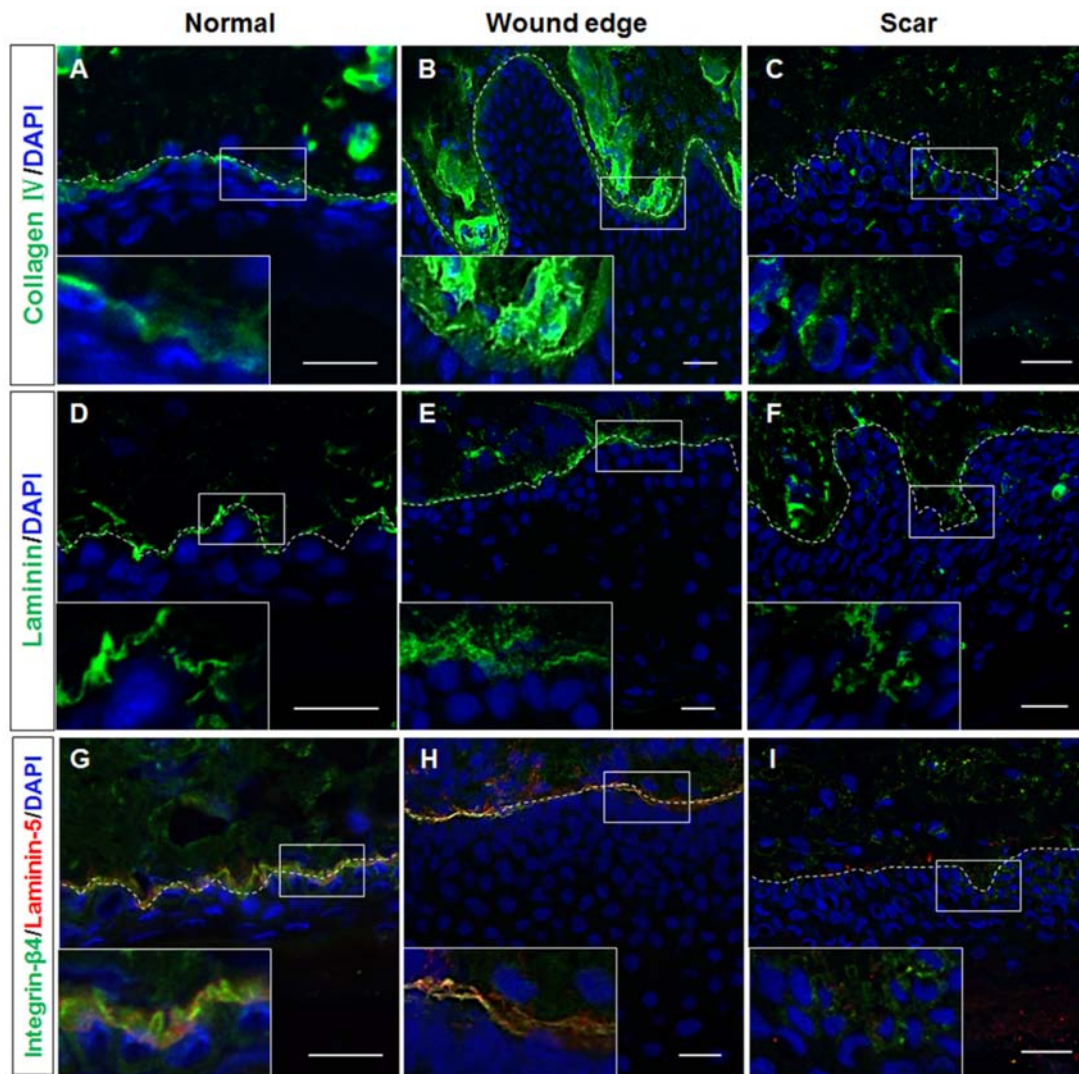 Normal Wound edge Scar
Collagen Ⅳ/DAPI
A B C
Laminin/DAPI
D E F
Integrin-β4/Laminin-5/DAPI
G H I